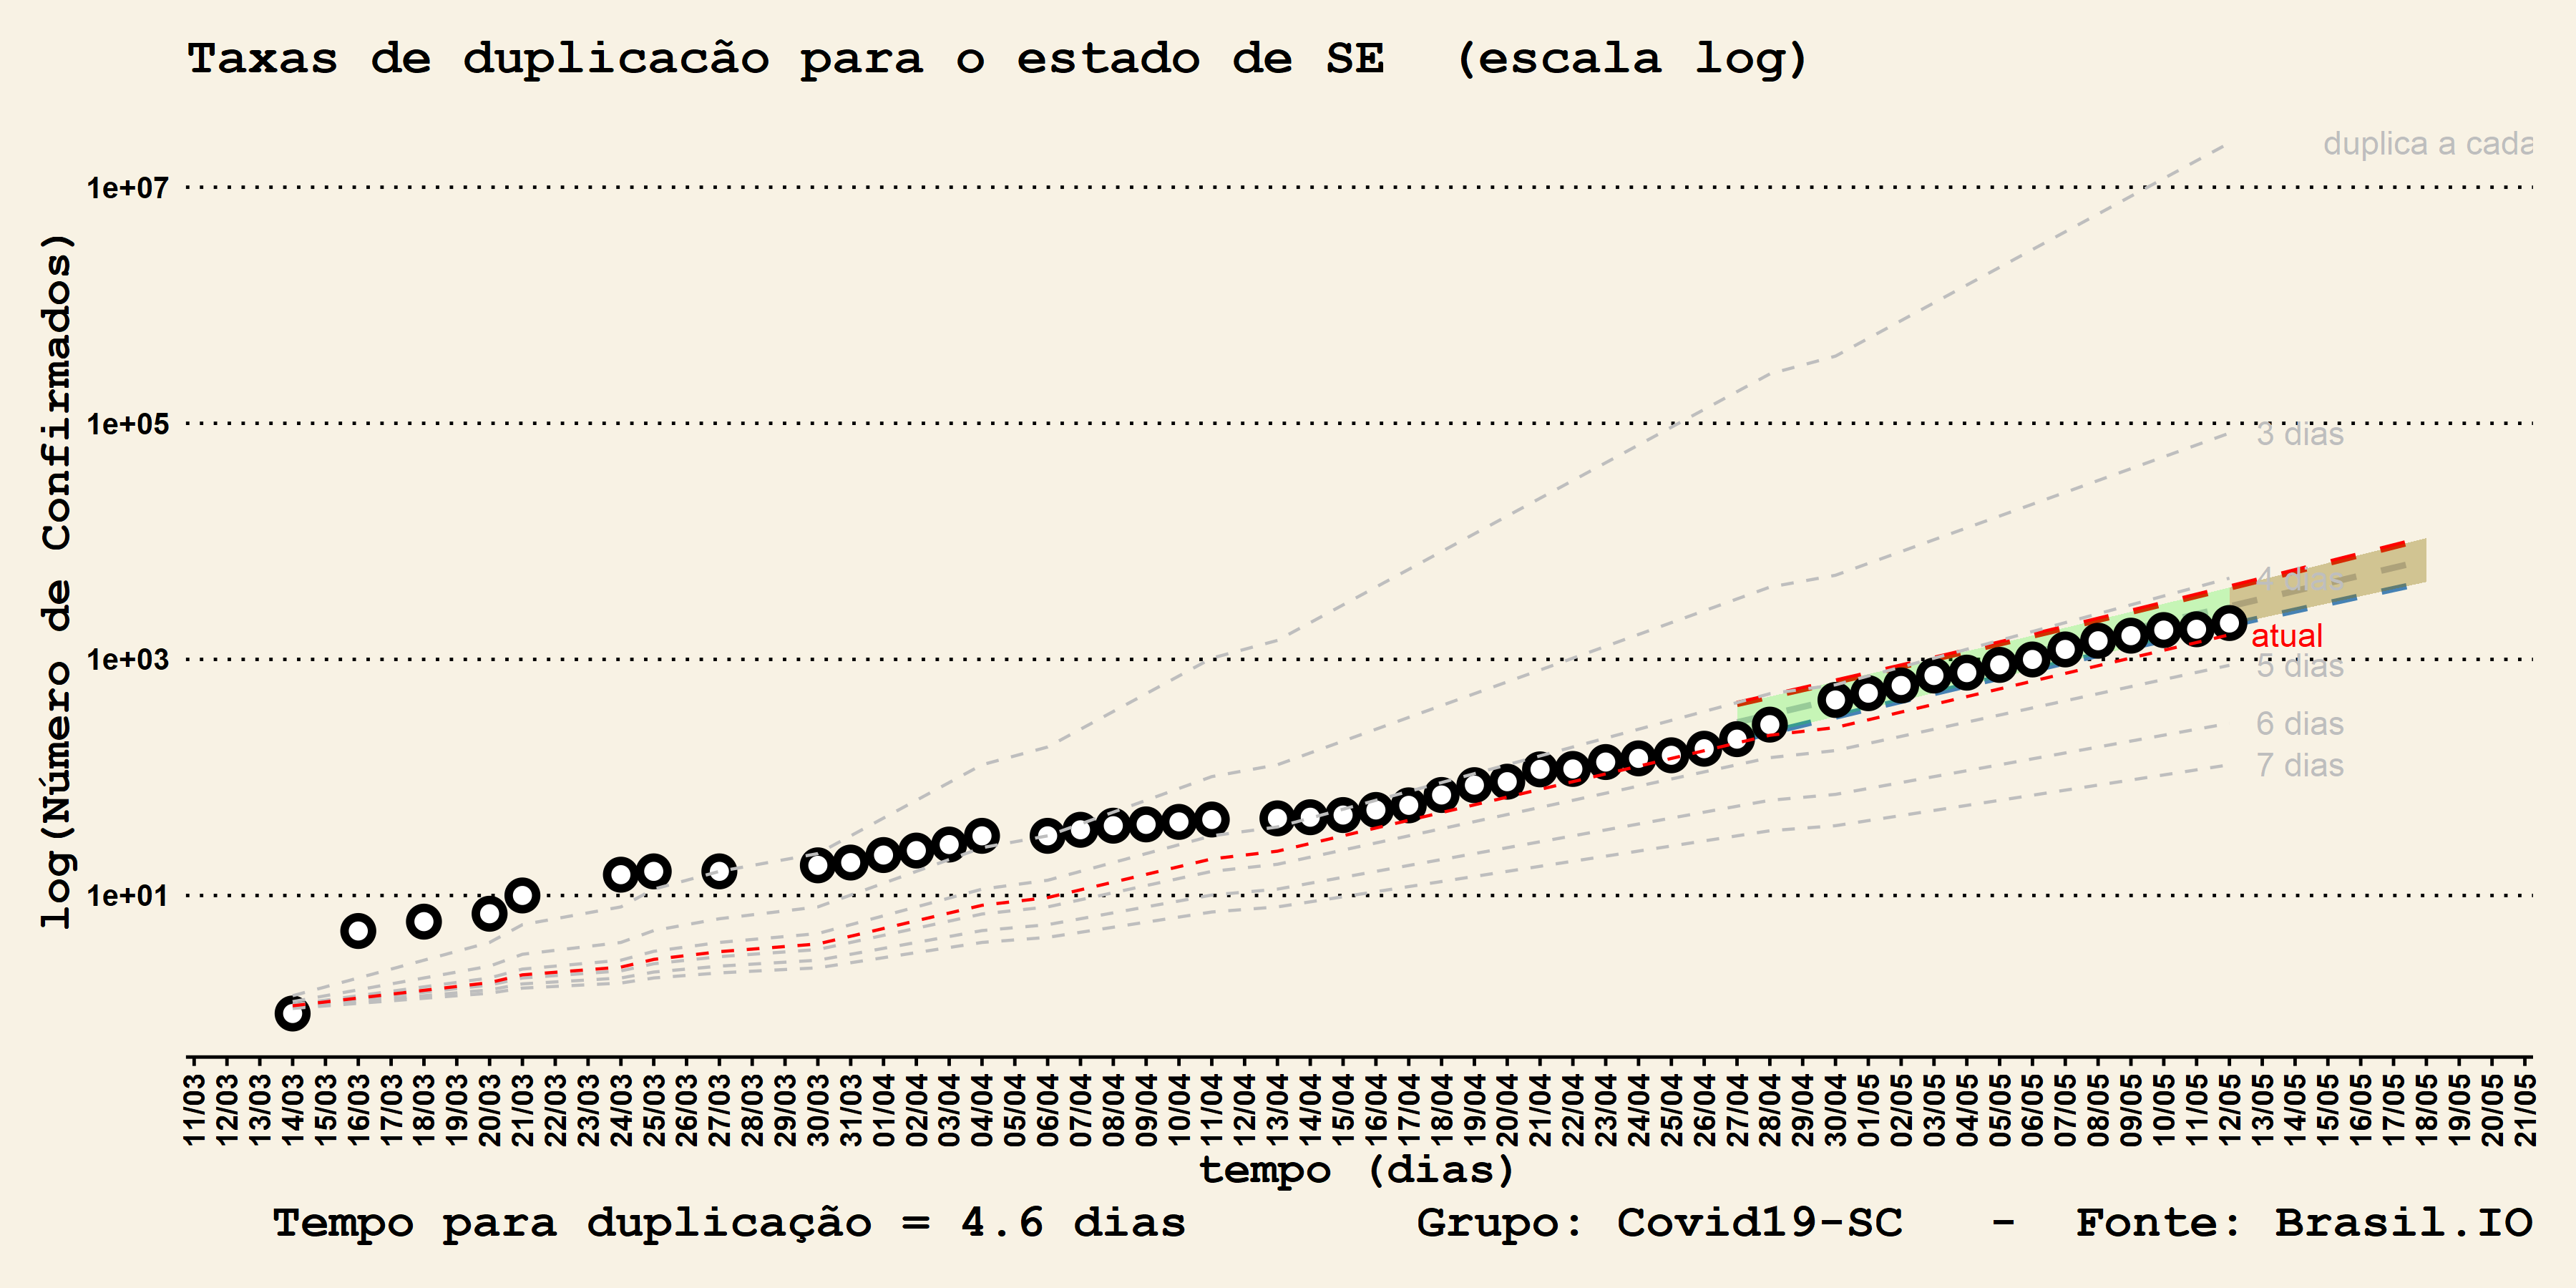 Taxas de duplicacão para o estado de SE (escala log)
duplica a cada
1e+07
1e+05
1e+03
1e+01
log(Número de Confirmados)
3 dias
4 dias
atual
5 dias
6 dias
7 dias
11/03 12/03 13/03 14/03 15/03 16/03 17/03 18/03 19/03 20/03 21/03 22/03 23/03 24/03 25/03 26/03 27/03 28/03 29/03 30/03 31/03 01/04 02/04 03/04 04/04 05/04 06/04 07/04 08/04 09/04 10/04 11/04 12/04 13/04 14/04 15/04 16/04 17/04 18/04 19/04 20/04 21/04 22/04 23/04 24/04 25/04 26/04 27/04 28/04 29/04 30/04 01/05 02/05 03/05 04/05 05/05 06/05 07/05 08/05 09/05 10/05 11/05 12/05 13/05 14/05 15/05 16/05 17/05 18/05 19/05 20/05 21/05
tempo (dias)
Tempo para duplicação = 4.6 dias Grupo: Covid19-SC - Fonte: Brasil.IO